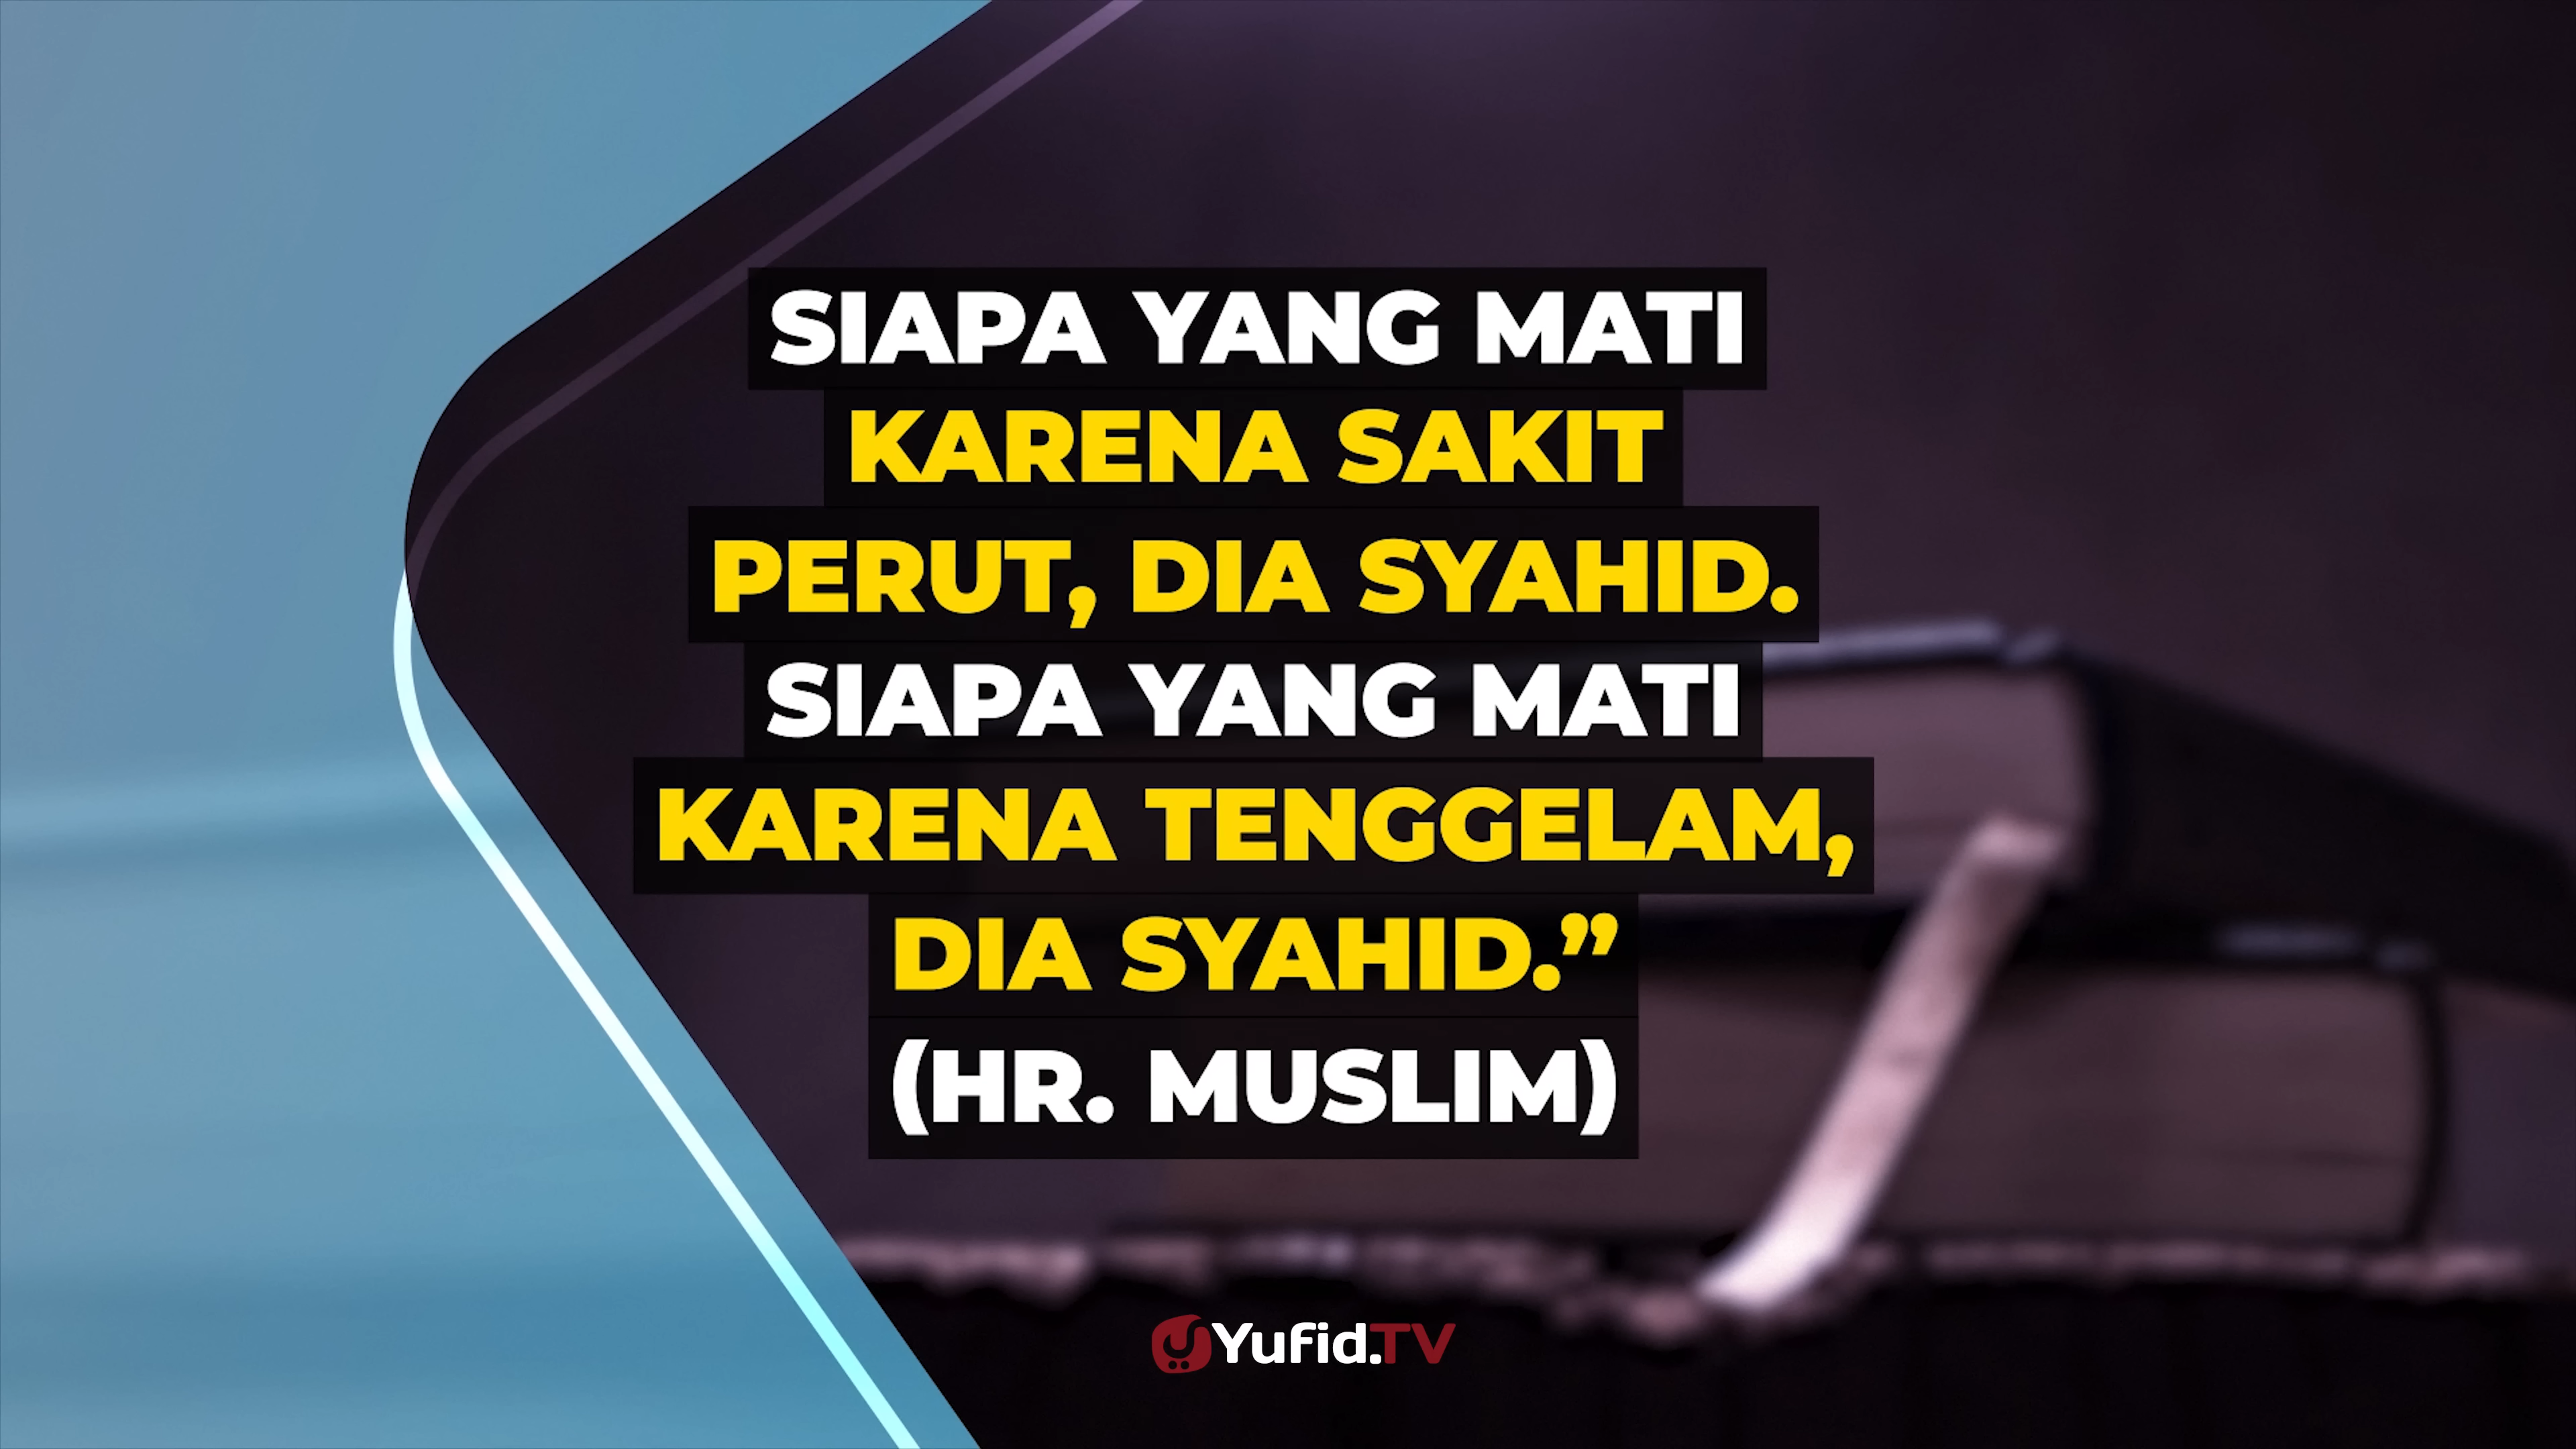 SIAPA YANG MATI
KARENA SAKIT
PERUT, DIA SYAHID.
SIAPA YANG MATI
KARENA TENGGELAM,
DIA SYAHID.”
(HR. MUSLIM)
Yufid.TV